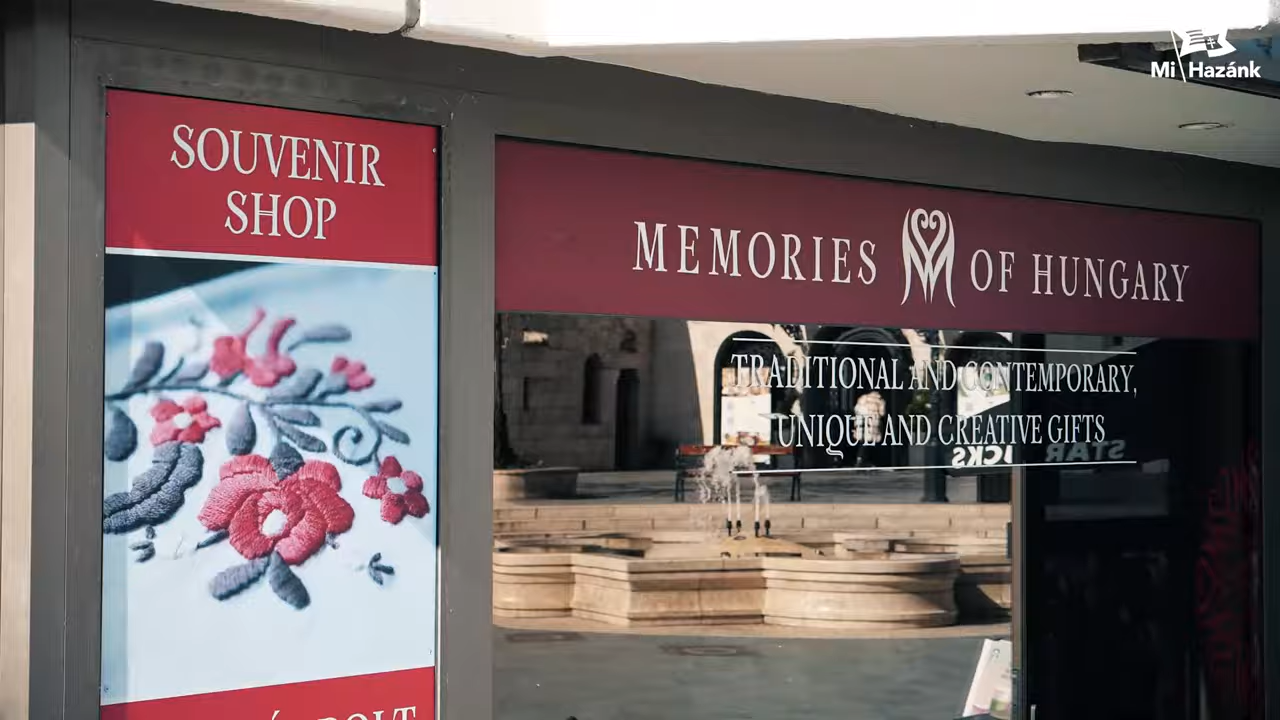 Mi Hazánk
SOUVENIR
SHOP
MEMORIES OF HUNGARY
TRADITIONAL AND CONTEMPORARY,
UNIQUE AND CREATIVE GIFTS